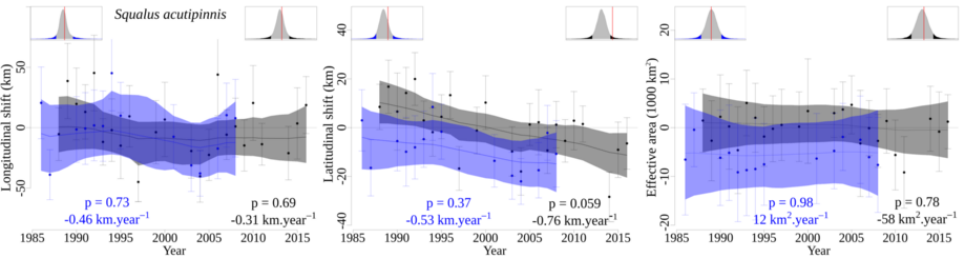 Squalus acutipinnis
Longitudinal shift (km)
50
0
-50
p = 0.73
-0.46 km.year⁻¹
p = 0.69
-0.31 km.year⁻¹
1985 1990 1995 2000 2005 2010 2015
Year
Latitudinal shift (km)
40
20
0
-20
-40
p = 0.37
-0.53 km.year⁻¹
p = 0.059
-0.76 km.year⁻¹
1985 1990 1995 2000 2005 2010 2015
Year
Effective area (1000 km²)
20
10
0
-10
-20
p = 0.98
12 km².year⁻¹
p = 0.78
-58 km².year⁻¹
1985 1990 1995 2000 2005 2010 2015
Year